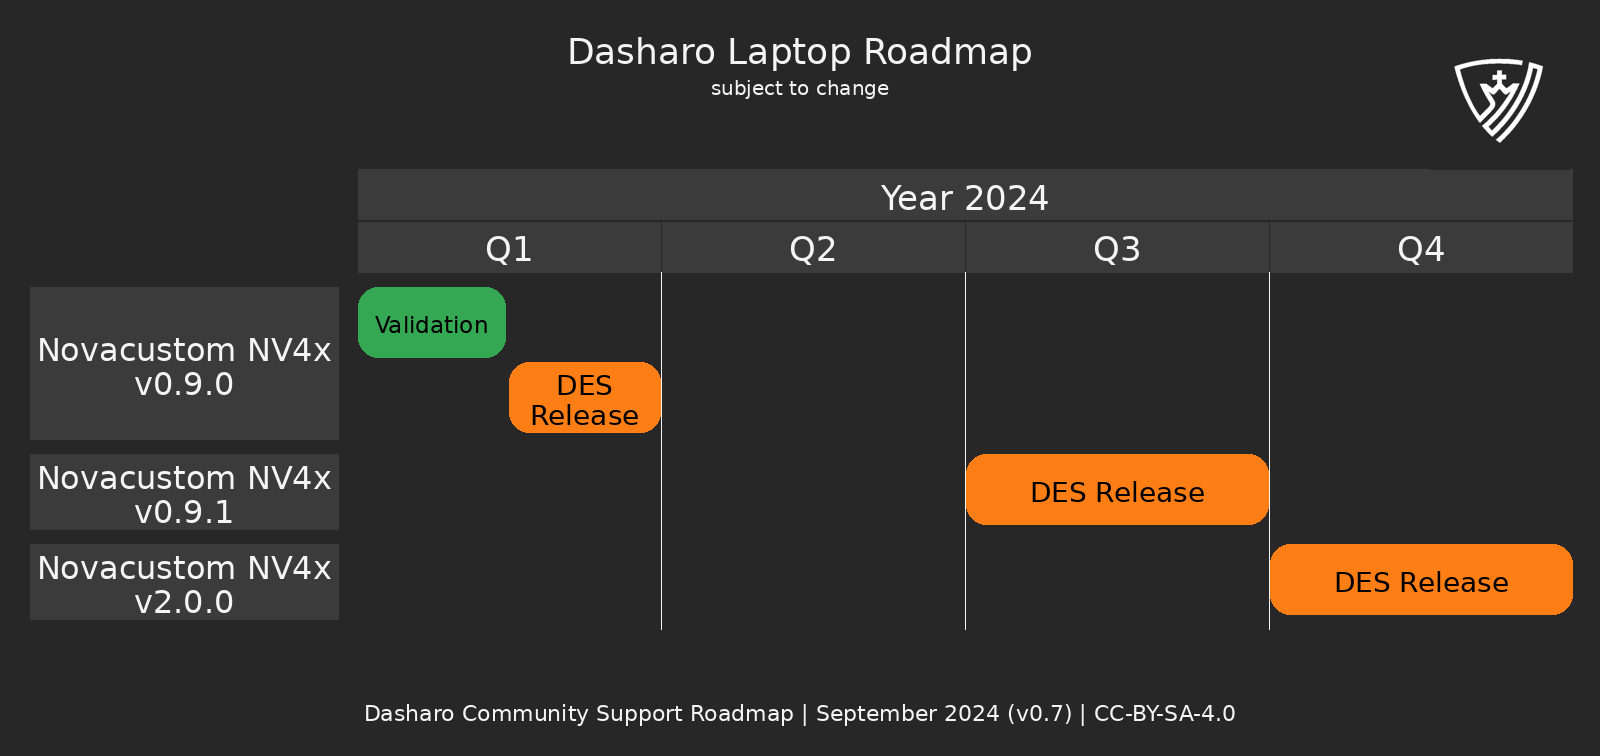 Dasharo Laptop Roadmap
subject to change
Year 2024
Q1 Q2 Q3 Q4
Novacustom NV4x
v0.9.0
Validation
DES
Release
Novacustom NV4x
v0.9.1
DES Release
Novacustom NV4x
v2.0.0
DES Release
Dasharo Community Support Roadmap | September 2024 (v0.7) | CC-BY-SA-4.0